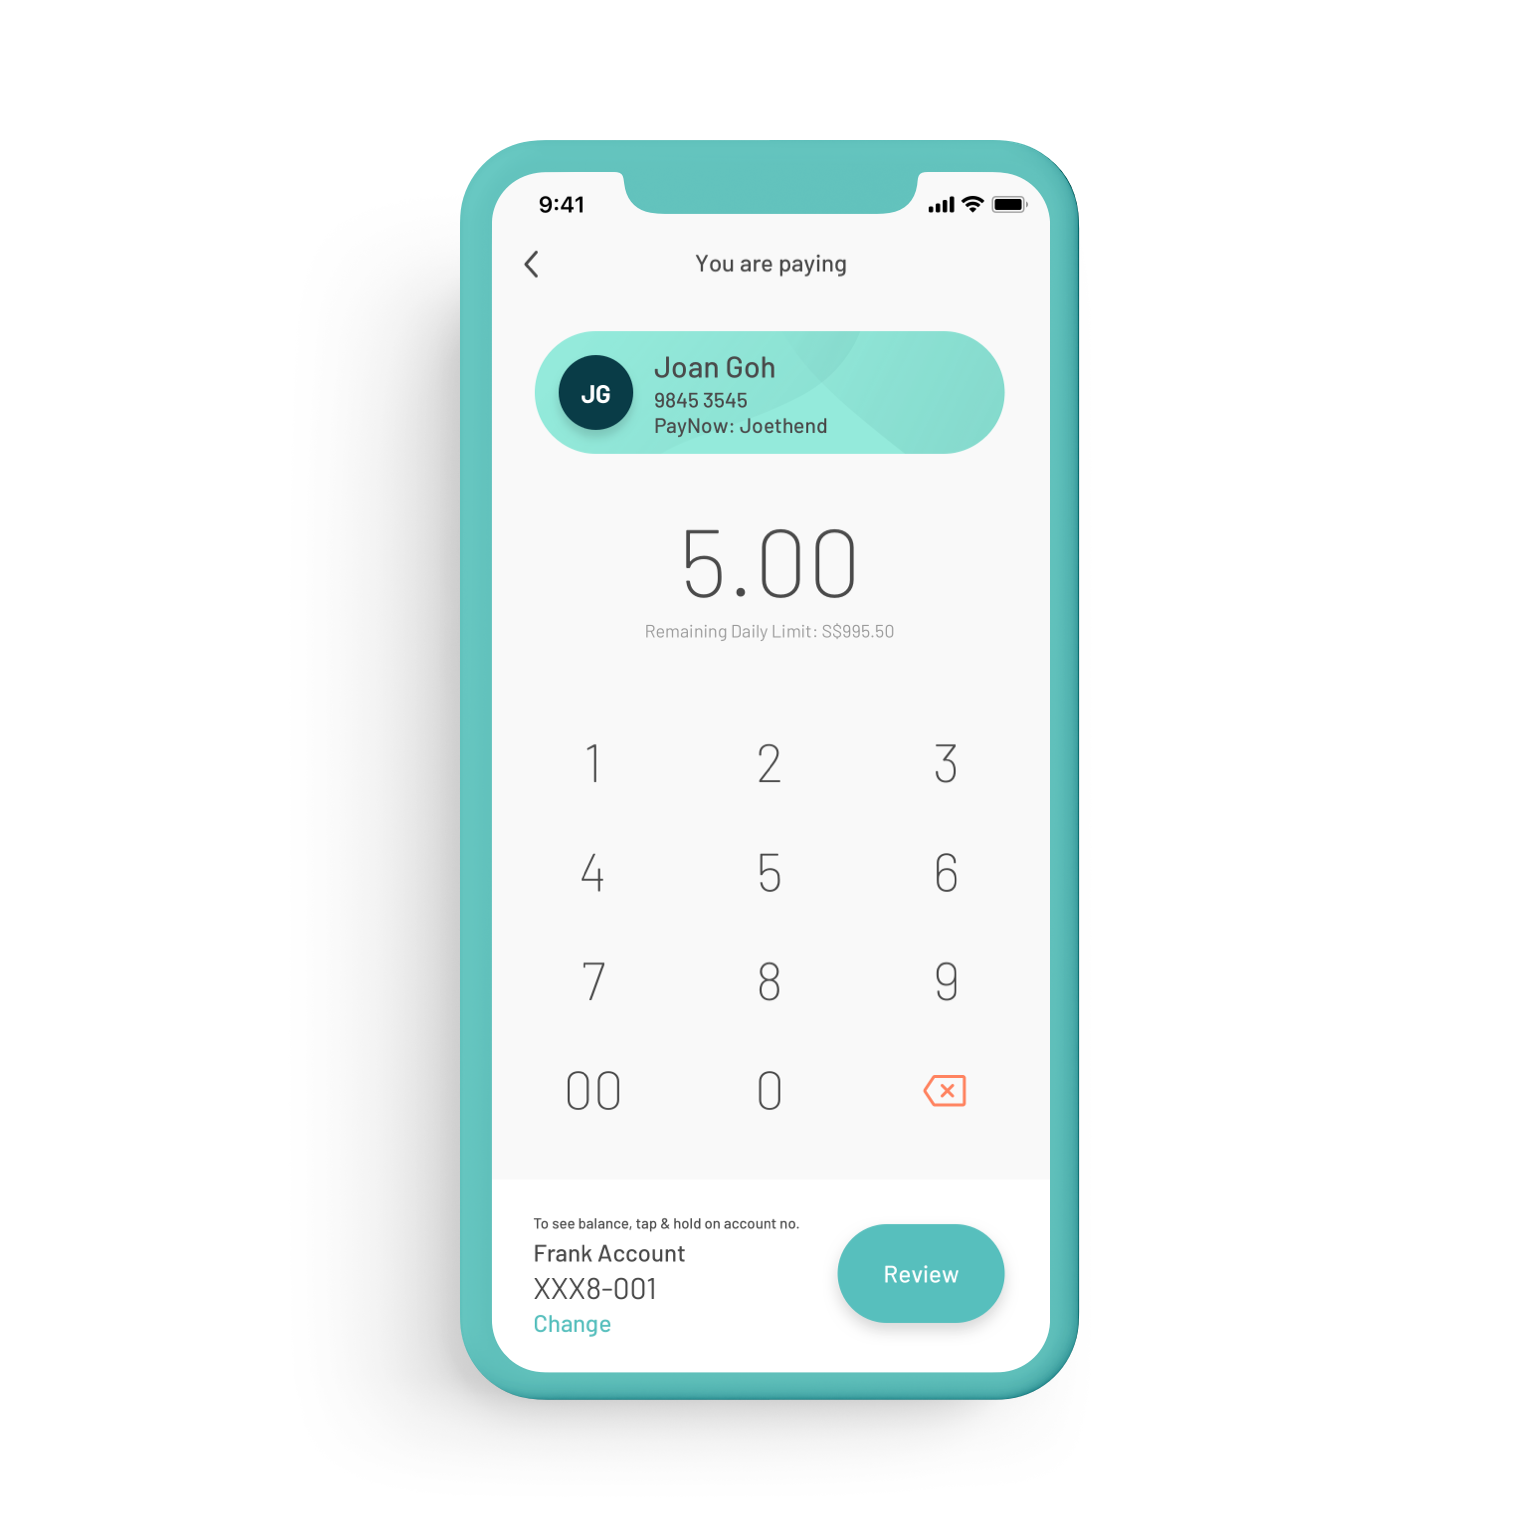 9:41
You are paying
JG
Joan Goh
9845 3545
PayNow: Joethend
5.00
Remaining Daily Limit: S$995.50
1 2 3
4 5 6
7 8 9
00 0
To see balance, tap & hold on account no.
Frank Account
XXX8-001
Change
Review